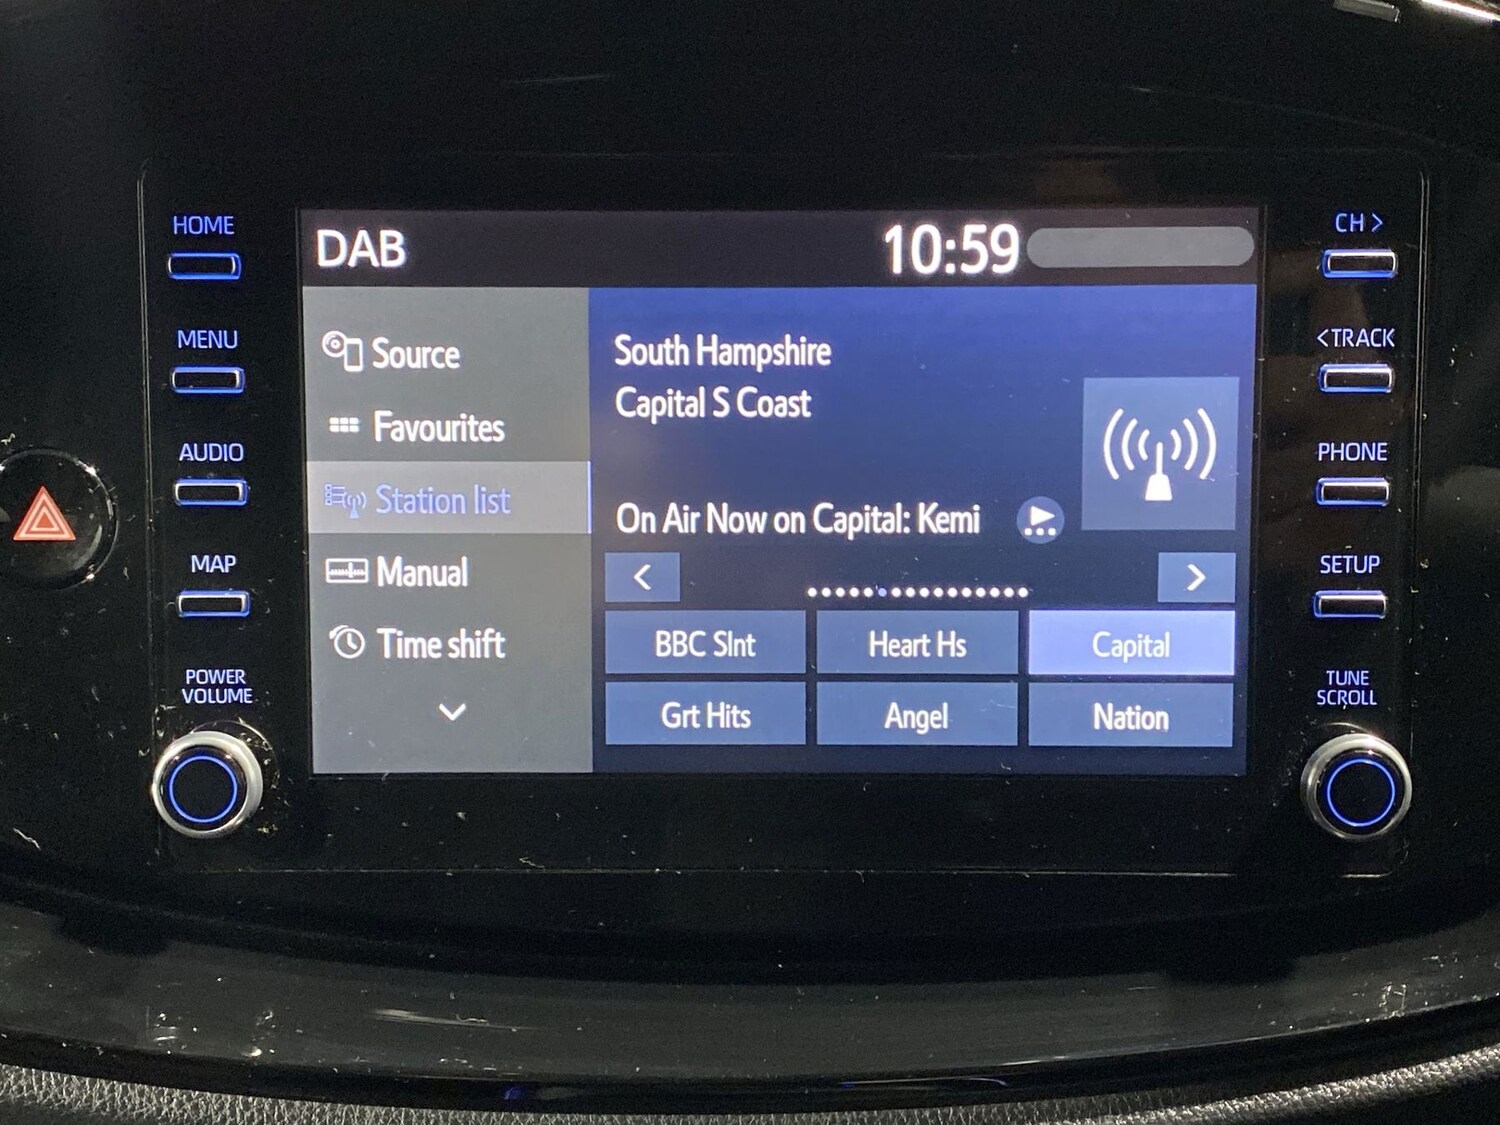 HOME
MENU
AUDIO
MAP
POWER
VOLUME
DAB
10:59
Source
Favourites
Station list
Manual
Time shift
South Hampshire
Capital S Coast
On Air Now on Capital: Kemi
<
>
BBC Slnt
Heart Hs
Capital
Grt Hits
Angel
Nation
CH >
<TRACK
PHONE
SETUP
TUNE
SCROLL